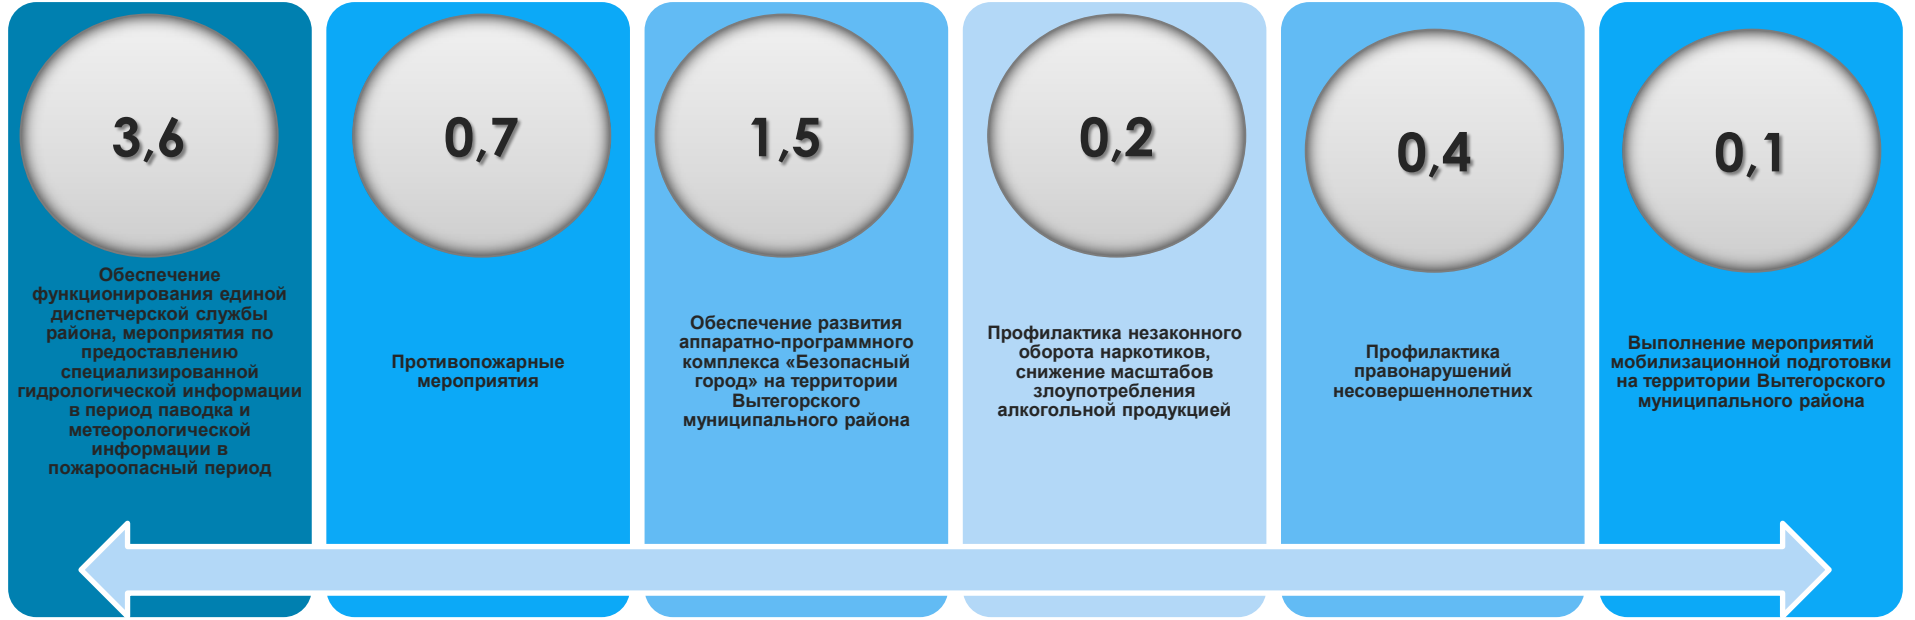 3,6
Обеспечение
функционирования единой
диспетчерской службы
района, мероприятия по
предоставлению
специализированной
гидрологической информации
в период паводка и
метеорологической
информации в
пожароопасный период
0,7
Противопожарные
мероприятия
1,5
Обеспечение развития
аппаратно-программного
комплекса «Безопасный
город» на территории
Вытегорского
муниципального района
0,2
Профилактика незаконного
оборота наркотиков,
снижение масштабов
злоупотребления
алкогольной продукцией
0,4
Профилактика
правонарушений
несовершеннолетних
0,1
Выполнение мероприятий
мобилизационной подготовки
на территории Вытегорского
муниципального района